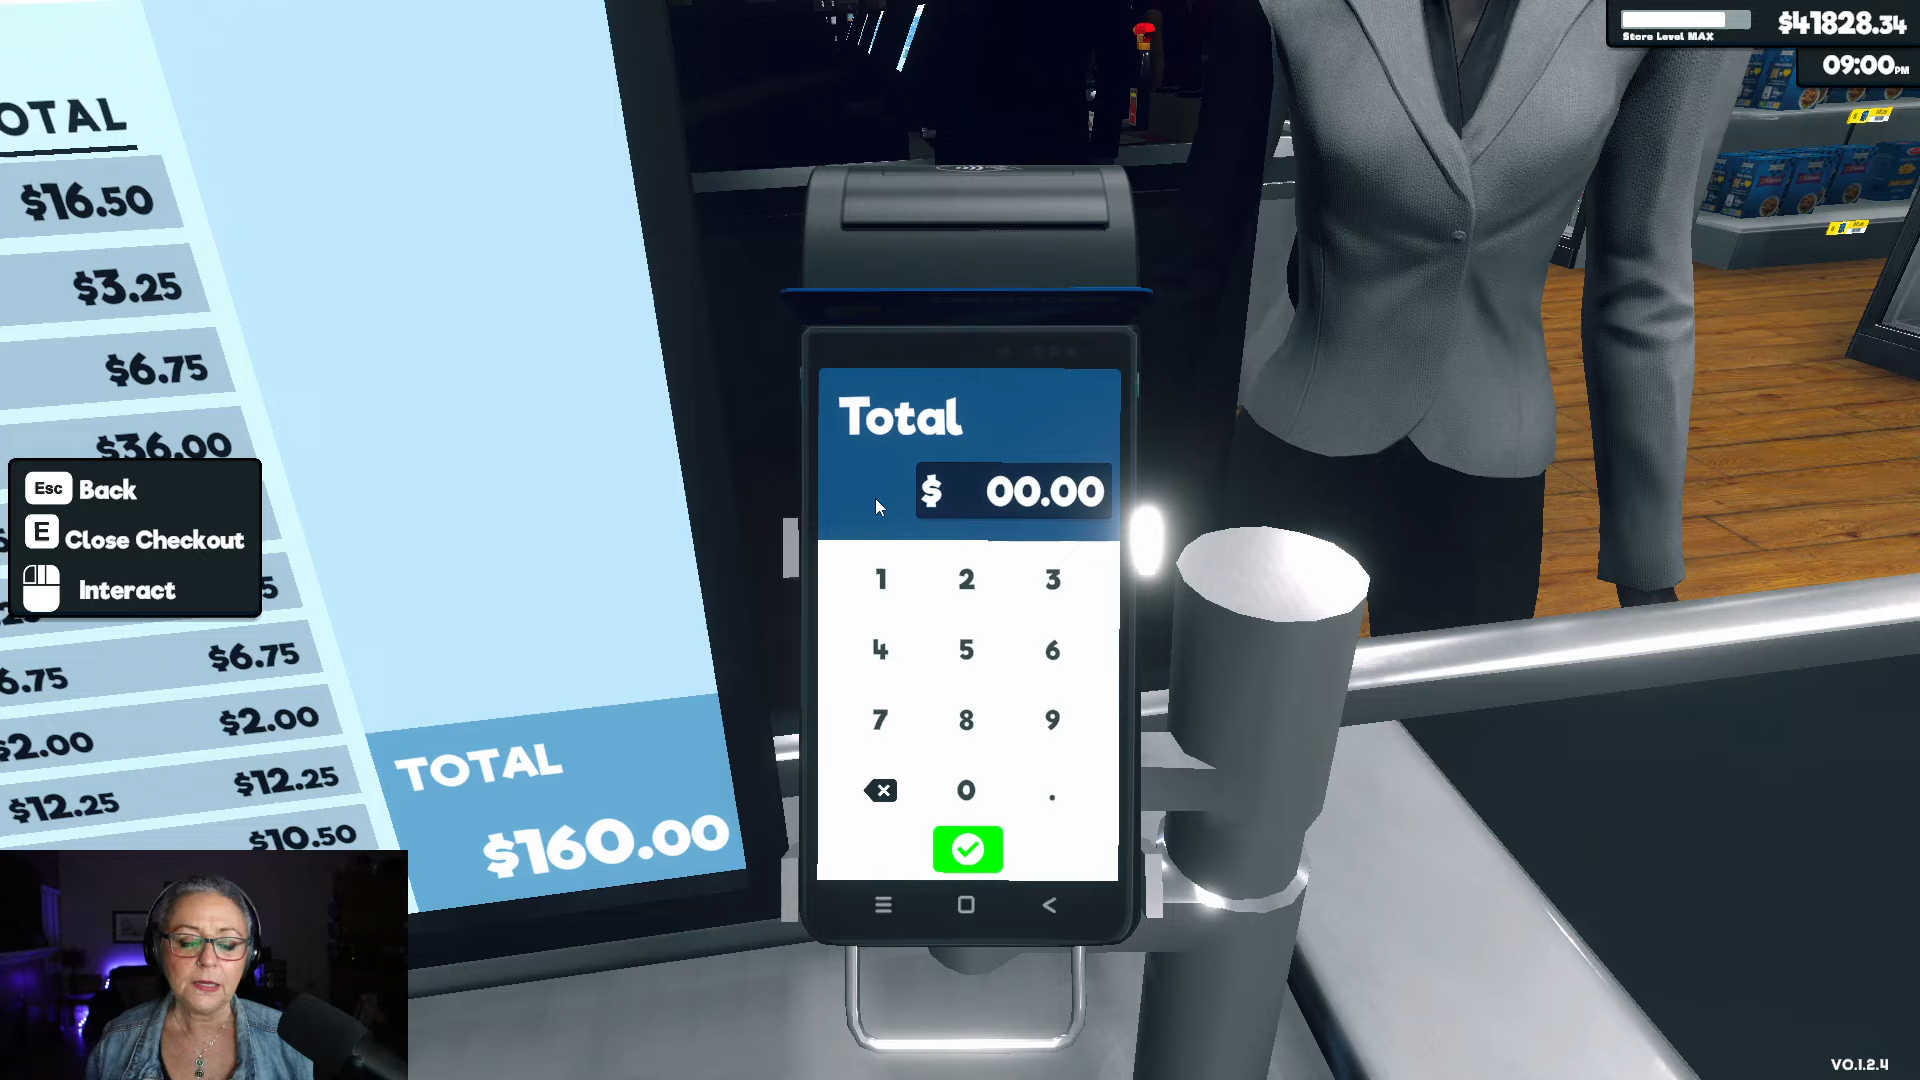 $41828.34
Store Level MAX
09:00PM
OTAL
$16.50
$3.25
$6.75
$36.00
Esc Back
E Close Checkout
Interact
6.75 $6.75
$2.00 $2.00
$12.25 $12.25
$10.50
TOTAL
$160.00
Total
$ 00.00
1 2 3
4 5 6
7 8 9
0 .
V0.1.2.4